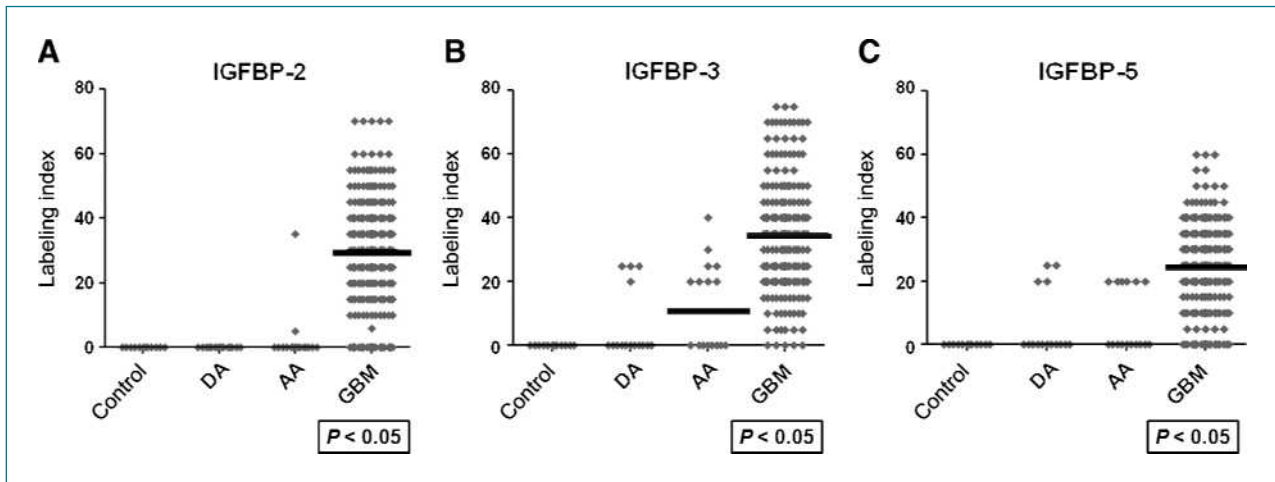 A
IGFBP-2
Labeling index
80
60
40
20
0
Control
DA
AA
GBM
P < 0.05
B
IGFBP-3
Labeling index
80
60
40
20
0
Control
DA
AA
GBM
P < 0.05
C
IGFBP-5
Labeling index
80
60
40
20
0
Control
DA
AA
GBM
P < 0.05